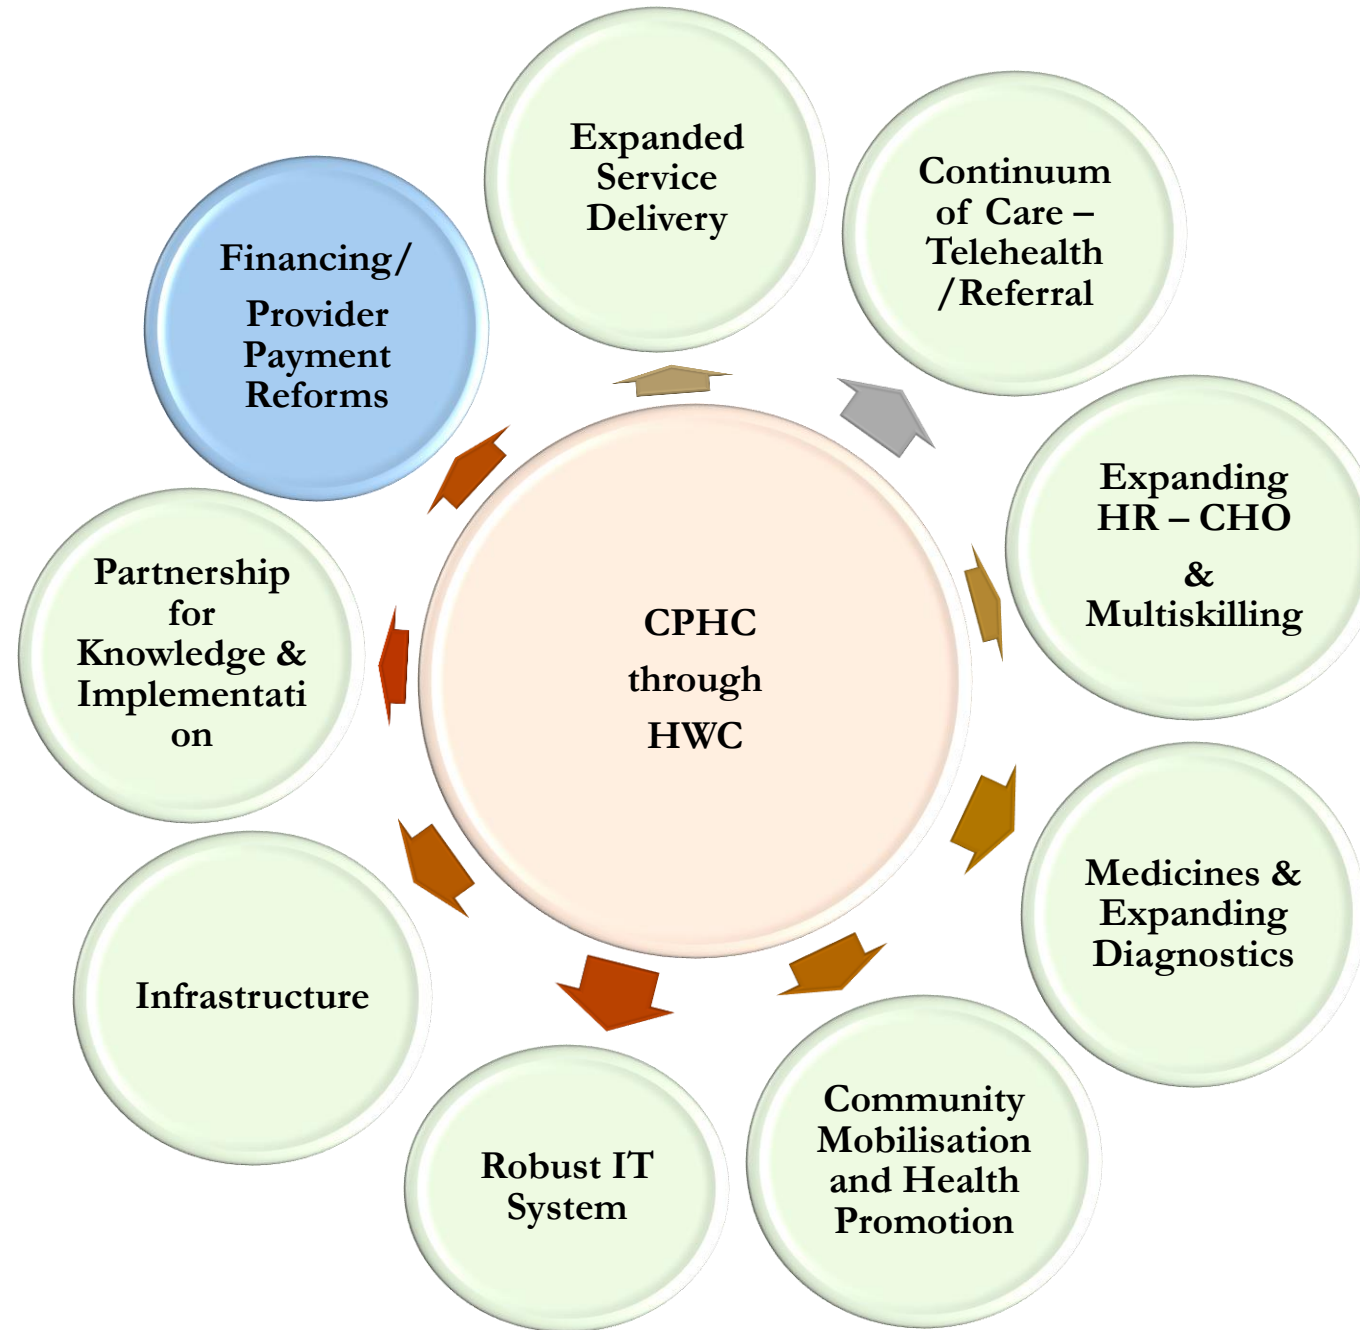 Expanded
Service
Delivery
Continuum
of Care –
Telehealth
/Referral
Expanding
HR – CHO
&
Multiskilling
Medicines &
Expanding
Diagnostics
Community
Mobilisation
and Health
Promotion
Robust IT
System
Infrastructure
Partnership
for
Knowledge &
Implementati
on
Financing/
Provider
Payment
Reforms
CPHC
through
HWC